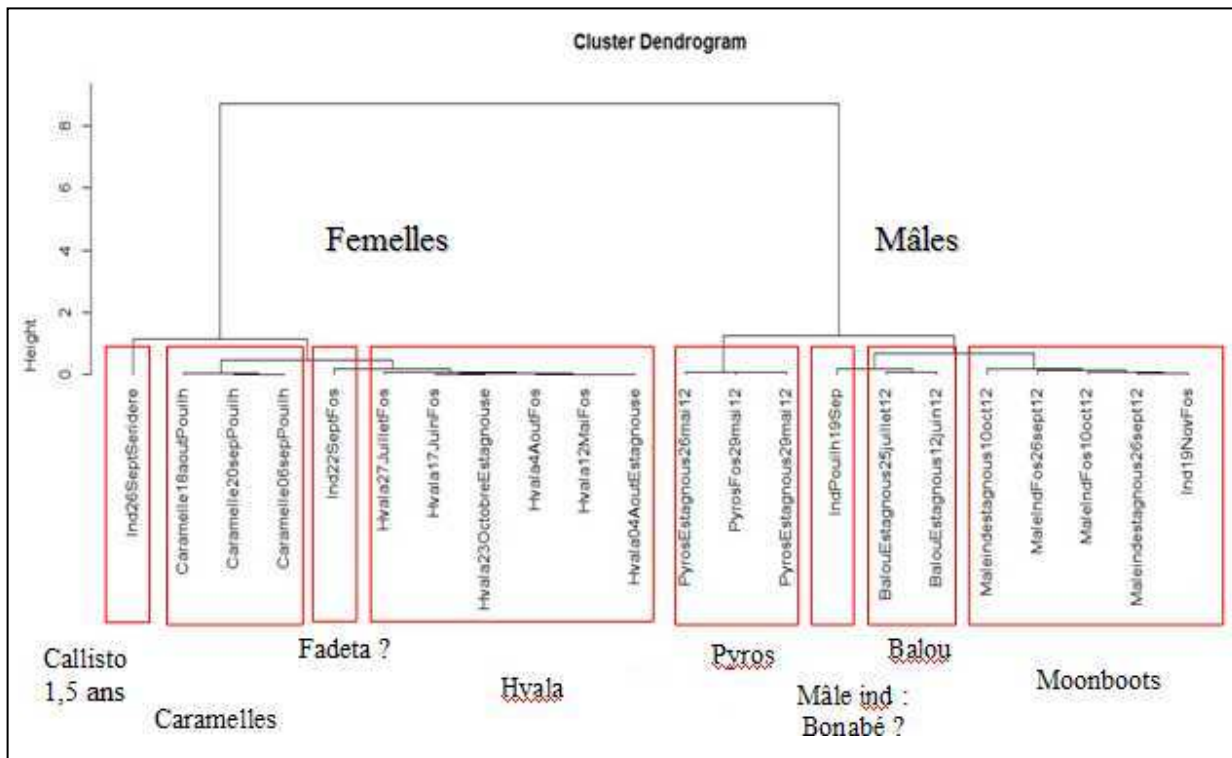 Cluster Dendrogram
Height
0
2
4
6
8
Femelles
Mâles
Ind26SeptSeridere
Caramelle18aoutPouilh
Caramelle20sepPouilh
Caramelle06sepPouilh
Ind22SeptFos
Hvala27JuilletFos
Hvala17JuinFos
Hvala23OctobreEstagnouse
Hvala4AoutFos
Hvala12MaiFos
Hvala04AoutEstagnouse
PyrosEstagnous26mai12
PyrosFos29mai12
PyrosEstagnous29mai12
IndPouilh19Sep
BalouEstagnous25juillet12
BalouEstagnous12juin12
Maleindestagnous10oct12
MaleIndFos26sept12
MaleIndFos10oct12
Maleindestagnous26sept12
Ind19NovFos
Callisto
1,5 ans
Caramelles
Fadeta ?
Hvala
Pyros
Mâle ind :
Bonabé ?
Balou
Moonboots